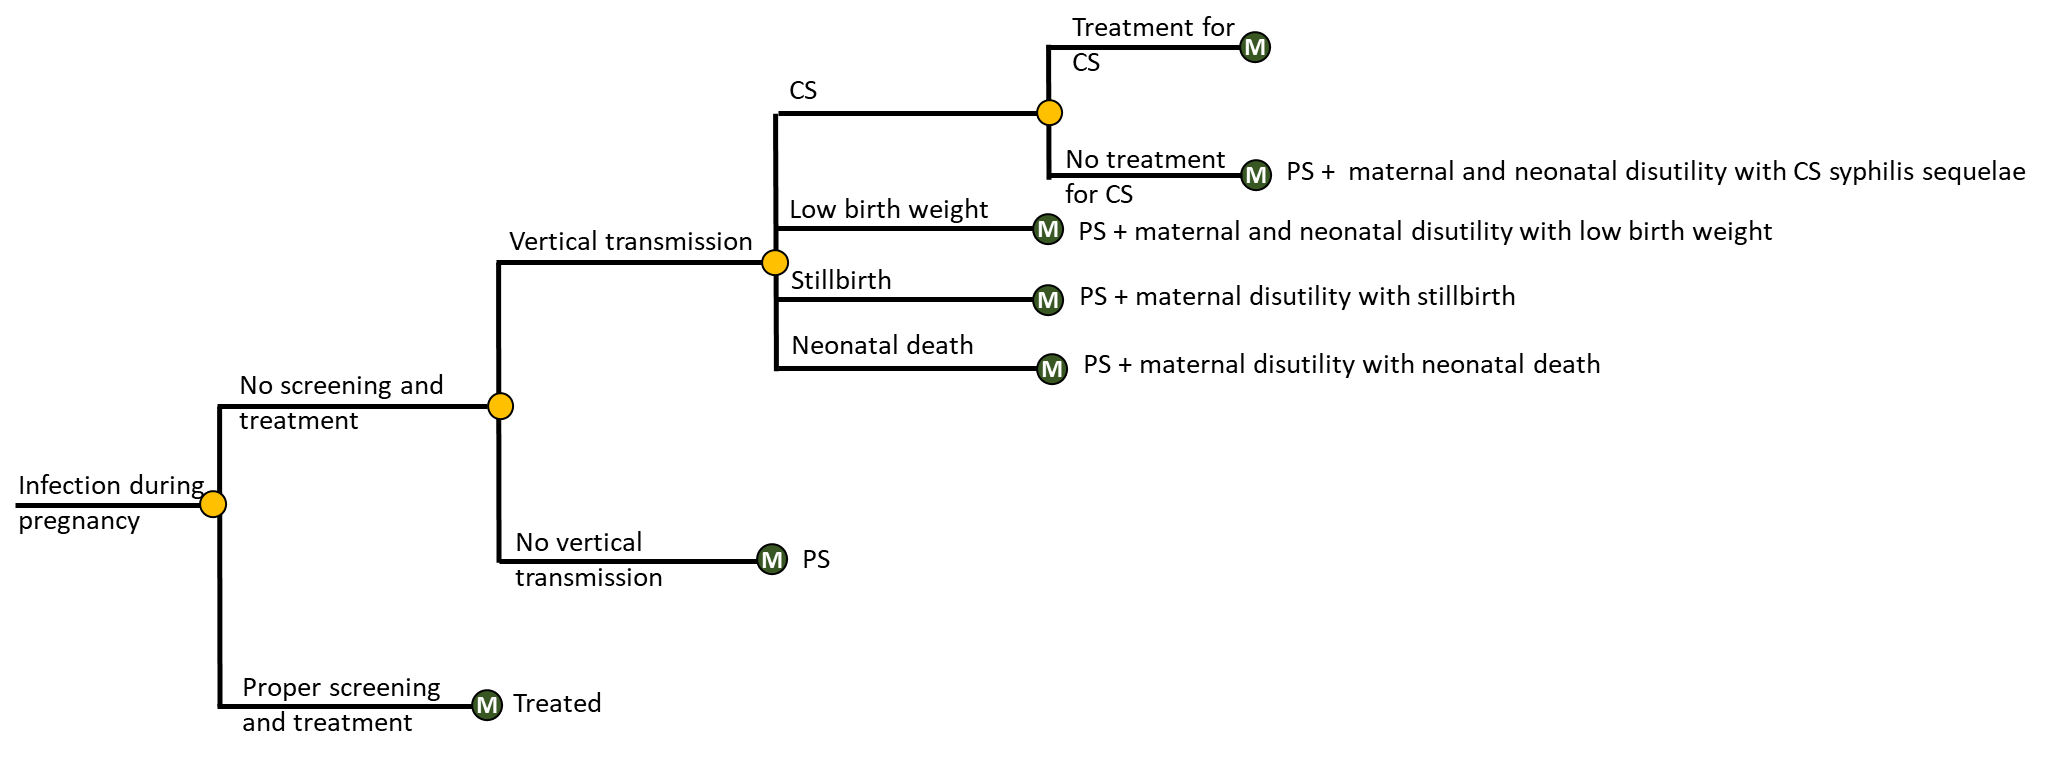 Treatment for
CS
M
CS
No treatment
for CS
M
PS + maternal and neonatal disutility with CS syphilis sequelae
Low birth weight
M
PS + maternal and neonatal disutility with low birth weight
Vertical transmission
Stillbirth
M
PS + maternal disutility with stillbirth
Neonatal death
M
PS + maternal disutility with neonatal death
No screening and
treatment
Infection during
pregnancy
No vertical
transmission
M
PS
Proper screening
and treatment
M
Treated